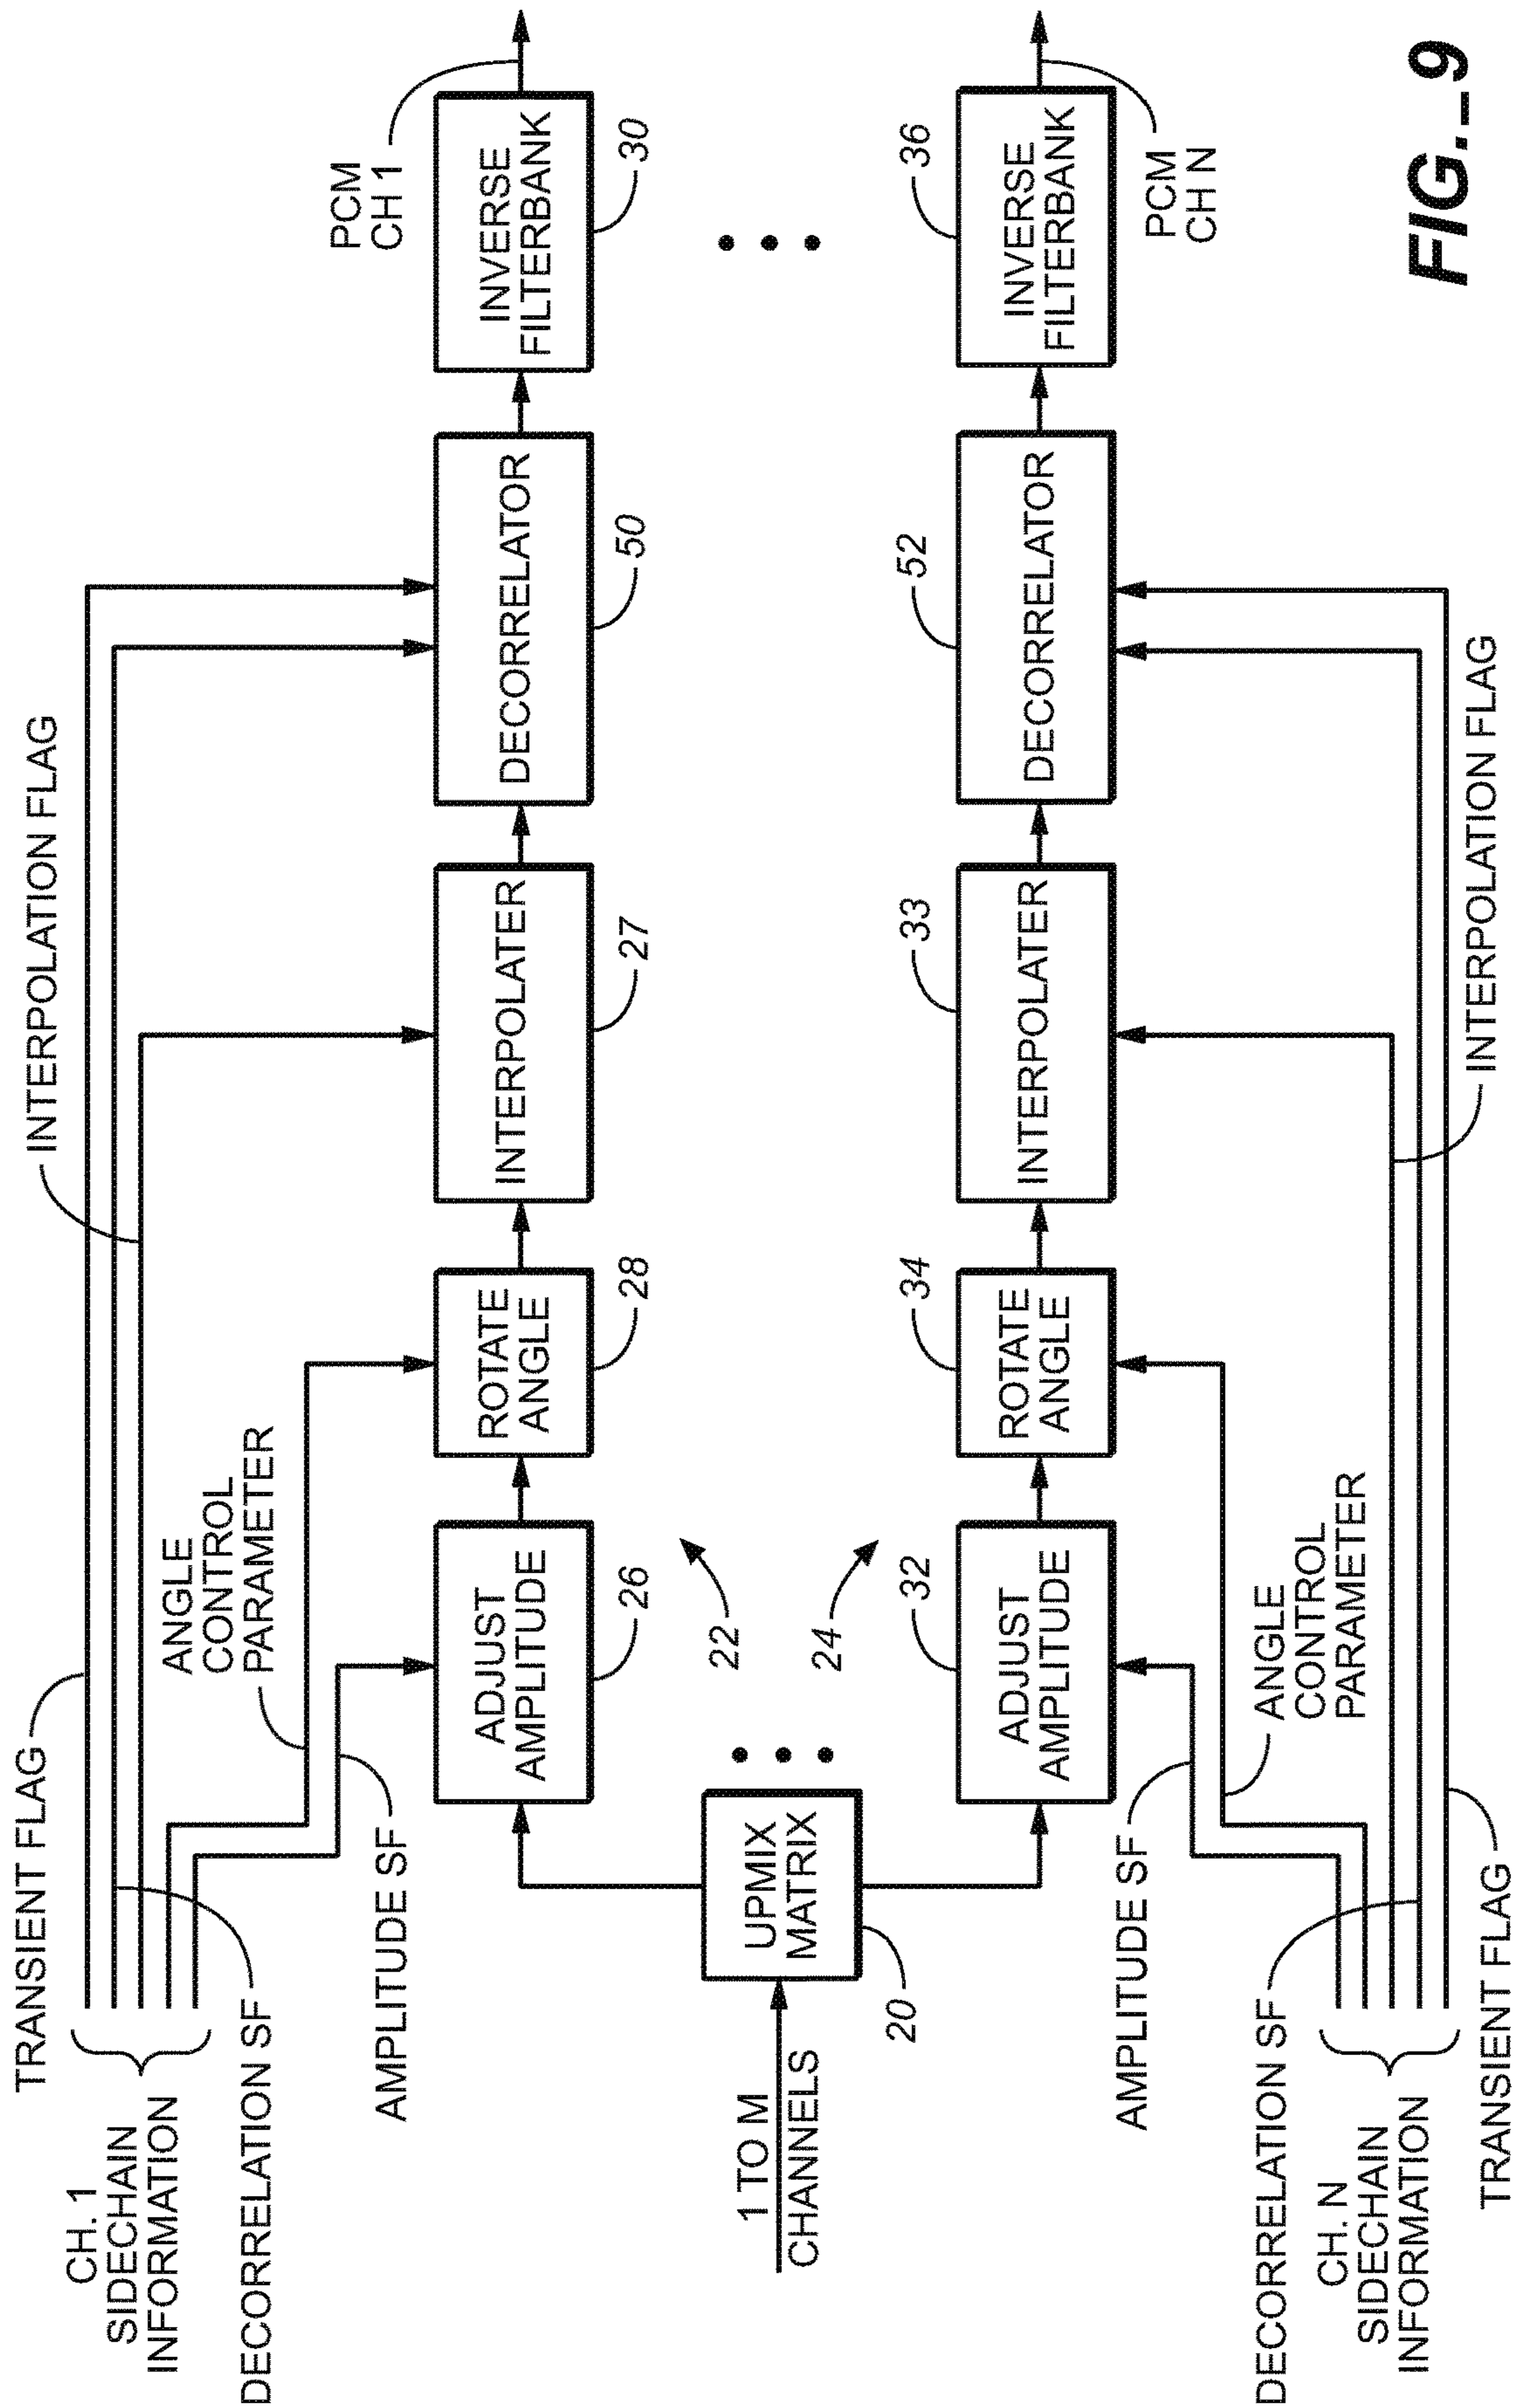 TRANSIENT FLAG
INTERPOLATION FLAG
CH. 1
SIDECHAIN
INFORMATION
DECORRELATION SF
ANGLE
CONTROL
PARAMETER
AMPLITUDE SF
PCM
CH 1
ADJUST
AMPLITUDE
26
ROTATE
ANGLE
28
INTERPOLATER
27
DECORRELATOR
50
INVERSE
FILTERBANK
30
1 TO M
CHANNELS
UPMIX
MATRIX
20
22
24
ADJUST
AMPLITUDE
32
ROTATE
ANGLE
34
INTERPOLATER
33
DECORRELATOR
52
INVERSE
FILTERBANK
36
PCM
CH N
AMPLITUDE SF
ANGLE
CONTROL
PARAMETER
DECORRELATION SF
CH. N
SIDECHAIN
INFORMATION
TRANSIENT FLAG
INTERPOLATION FLAG
FIG._9